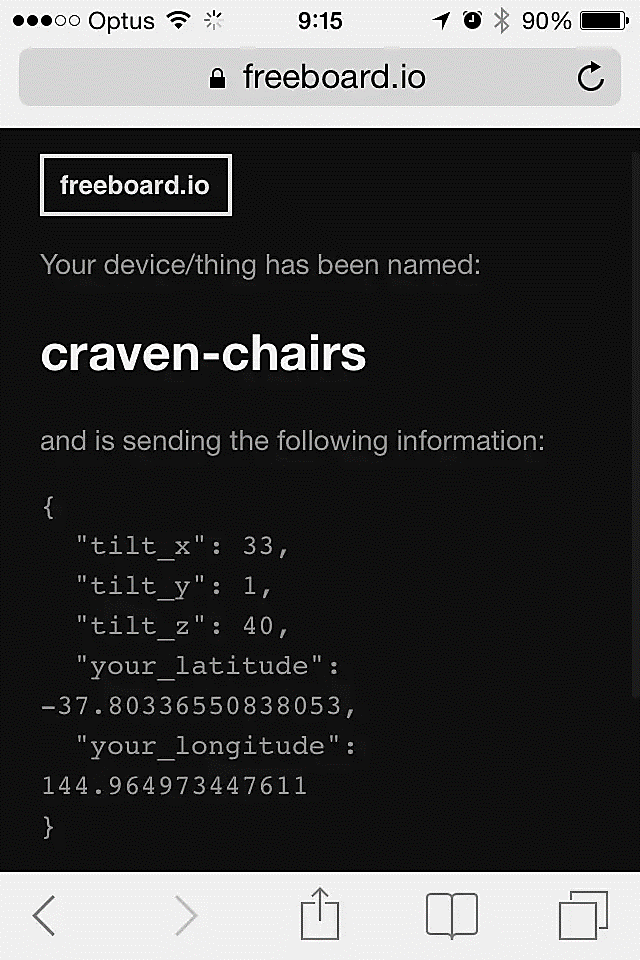 Optus 9:15 90%
freeboard.io
freeboard.io
Your device/thing has been named:
craven-chairs
and is sending the following information:
{
"tilt_x": 33,
"tilt_y": 1,
"tilt_z": 40,
"your_latitude":
-37.80336550838053,
"your_longitude":
144.964973447611
}